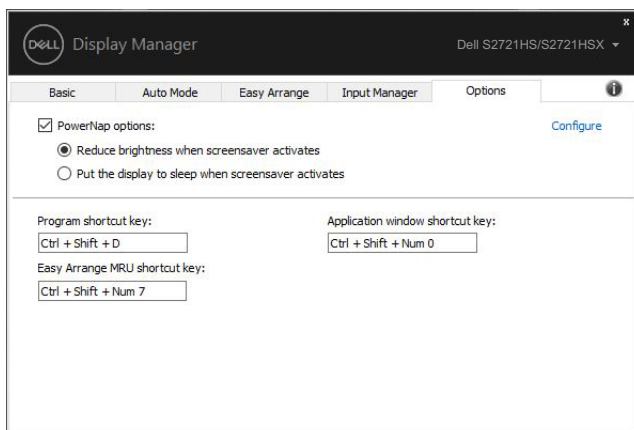 DELL Display Manager
Dell S2721HS/S2721HSX
x
Basic Auto Mode Easy Arrange Input Manager Options
PowerNap options:
Configure
Reduce brightness when screensaver activates
Put the display to sleep when screensaver activates
Program shortcut key:
Application window shortcut key:
Ctrl + Shift + D
Ctrl + Shift + Num 0
Easy Arrange MRU shortcut key:
Ctrl + Shift + Num 7